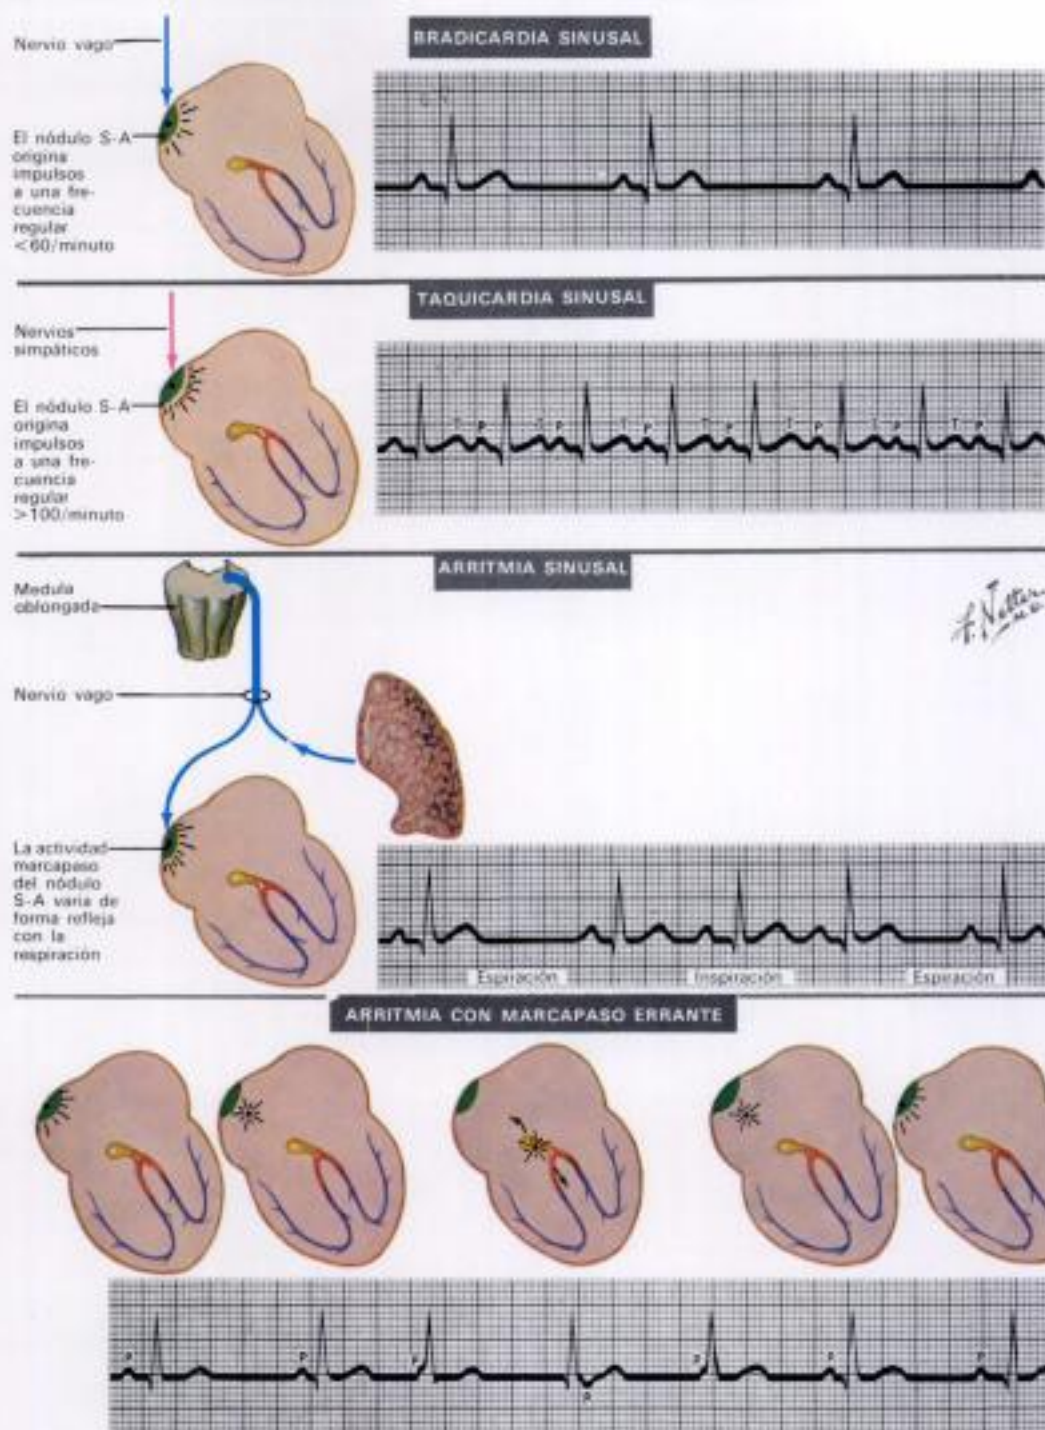 BRADICARDIA SINUSAL
Nervio vago
El nódulo S-A
origina
impulsos
a una fre-
cuencia
regular
<60/minuto
TAQUICARDIA SINUSAL
Nervios
simpáticos
El nódulo S-A
origina
impulsos
a una fre-
cuencia
regular
>100/minuto
T P T P T P T P T P T P T P
ARRITMIA SINUSAL
Medula
oblongada
F. Netter
M.D.
Nervio vago
La actividad
marcapaso
del nódulo
S-A varia de
forma refleja
con la
respiración
Espiración Inspiración Espiración
ARRITMIA CON MARCAPASO ERRANTE
P P P P P P
P